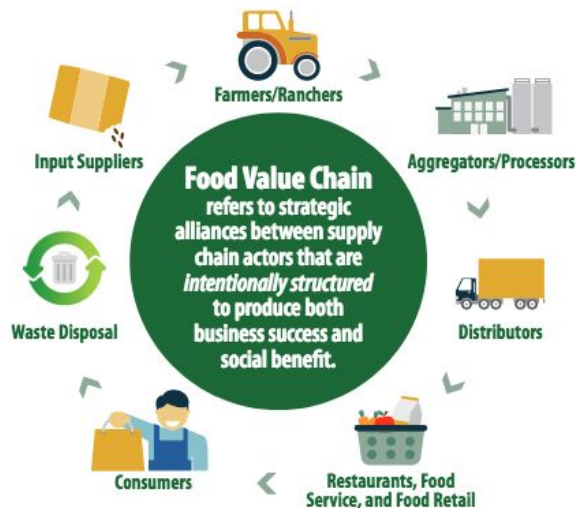 Farmers/Ranchers
Aggregators/Processors
Distributors
Restaurants, Food
Service, and Food Retail
Consumers
Waste Disposal
Input Suppliers
Food Value Chain
refers to strategic
alliances between supply
chain actors that are
intentionally structured
to produce both
business success and
social benefit.